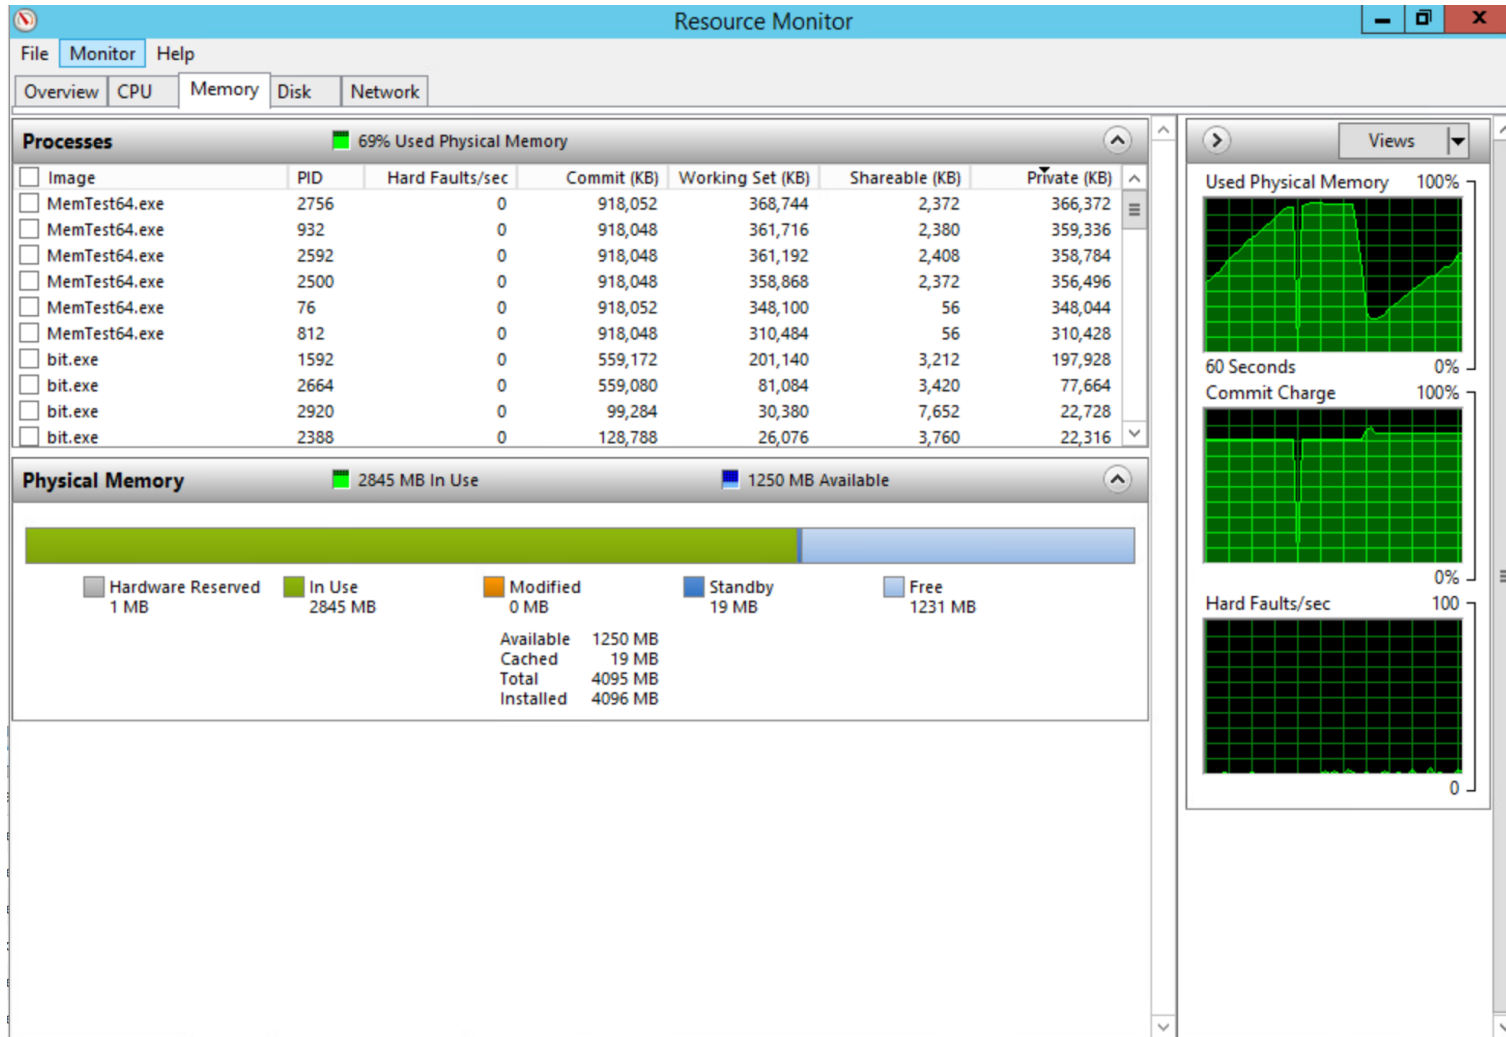 Resource Monitor
File Monitor Help
Overview CPU Memory Disk Network
Processes 69% Used Physical Memory
Image PID Hard Faults/sec Commit (KB) Working Set (KB) Shareable (KB) Private (KB)
MemTest64.exe 2756 0 918,052 368,744 2,372 366,372
MemTest64.exe 932 0 918,048 361,716 2,380 359,336
MemTest64.exe 2592 0 918,048 361,192 2,408 358,784
MemTest64.exe 2500 0 918,048 358,868 2,372 356,496
MemTest64.exe 76 0 918,052 348,100 56 348,044
MemTest64.exe 812 0 918,048 310,484 56 310,428
bit.exe 1592 0 559,172 201,140 3,212 197,928
bit.exe 2664 0 559,080 81,084 3,420 77,664
bit.exe 2920 0 99,284 30,380 7,652 22,728
bit.exe 2388 0 128,788 26,076 3,760 22,316
Physical Memory 2845 MB In Use 1250 MB Available
Hardware Reserved In Use Modified Standby Free
1 MB 2845 MB 0 MB 19 MB 1231 MB
Available 1250 MB
Cached 19 MB
Total 4095 MB
Installed 4096 MB
Views
Used Physical Memory 100%
60 Seconds 0%
Commit Charge 100%
0%
Hard Faults/sec 100
0